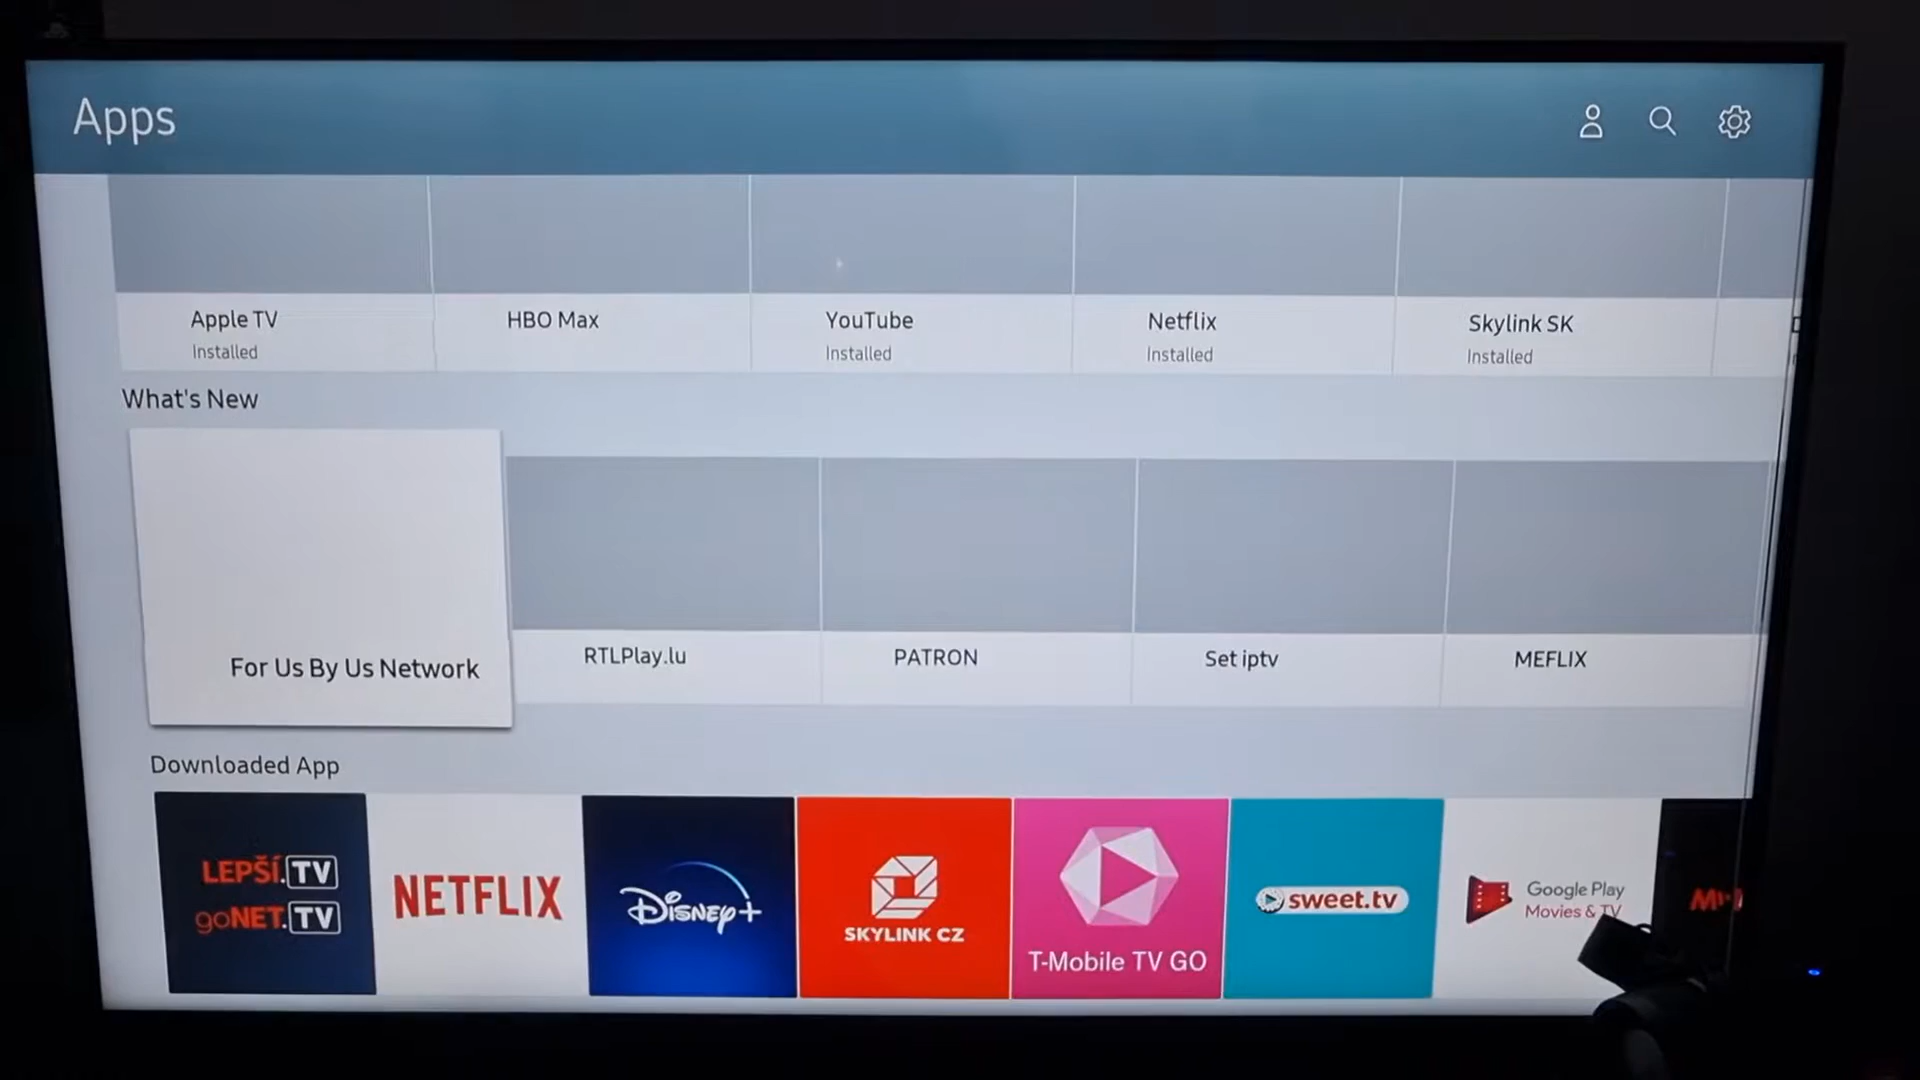 Apps
Apple TV
Installed
HBO Max
YouTube
Installed
Netflix
Installed
Skylink SK
Installed
What's New
For Us By Us Network
RTLPlay.lu
PATRON
Set iptv
MEFLIX
Downloaded App
LEPŠÍ.TV
goNET.TV
NETFLIX
Disney+
SKYLINK CZ
T-Mobile TV GO
sweet.tv
Google Play
Movies & TV